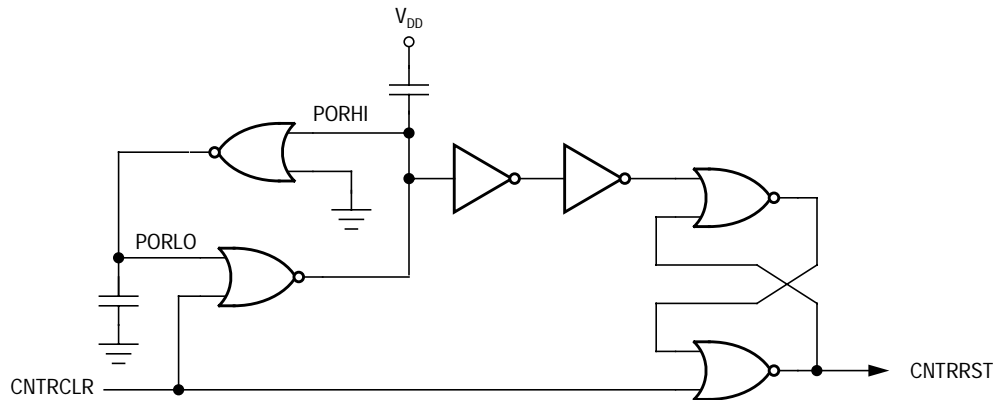 VDD
PORHI
PORLO
CNTRCLR
CNTRRST